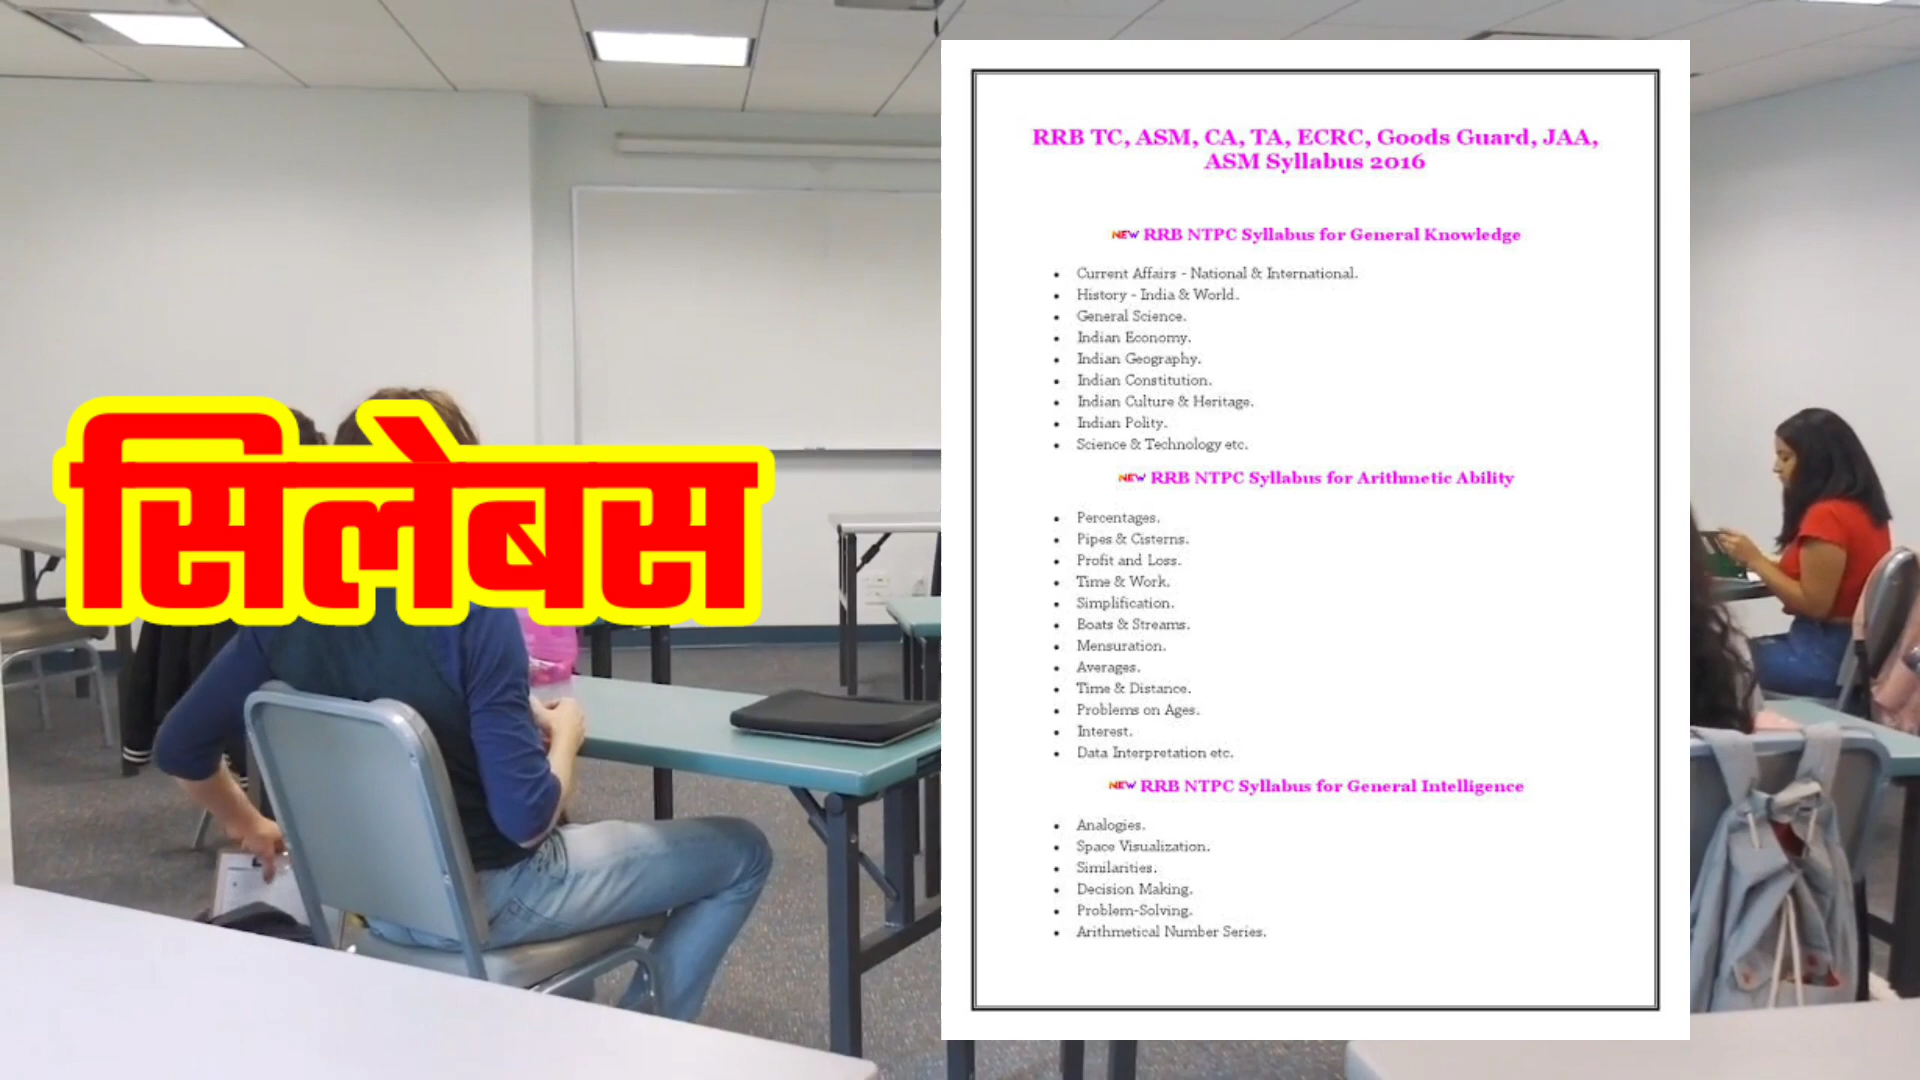 सिलेबस
RRB TC, ASM, CA, TA, ECRC, Goods Guard, JAA,
ASM Syllabus 2016
NEW RRB NTPC Syllabus for General Knowledge
• Current Affairs - National & International.
• History - India & World.
• General Science.
• Indian Economy.
• Indian Geography.
• Indian Constitution.
• Indian Culture & Heritage.
• Indian Polity.
• Science & Technology etc.
NEW RRB NTPC Syllabus for Arithmetic Ability
• Percentages.
• Pipes & Cisterns.
• Profit and Loss.
• Time & Work.
• Simplification.
• Boats & Streams.
• Mensuration.
• Averages.
• Time & Distance.
• Problems on Ages.
• Interest.
• Data Interpretation etc.
NEW RRB NTPC Syllabus for General Intelligence
• Analogies.
• Space Visualization.
• Similarities.
• Decision Making.
• Problem-Solving.
• Arithmetical Number Series.